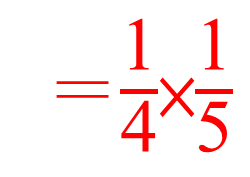 = 1/4 × 1/5